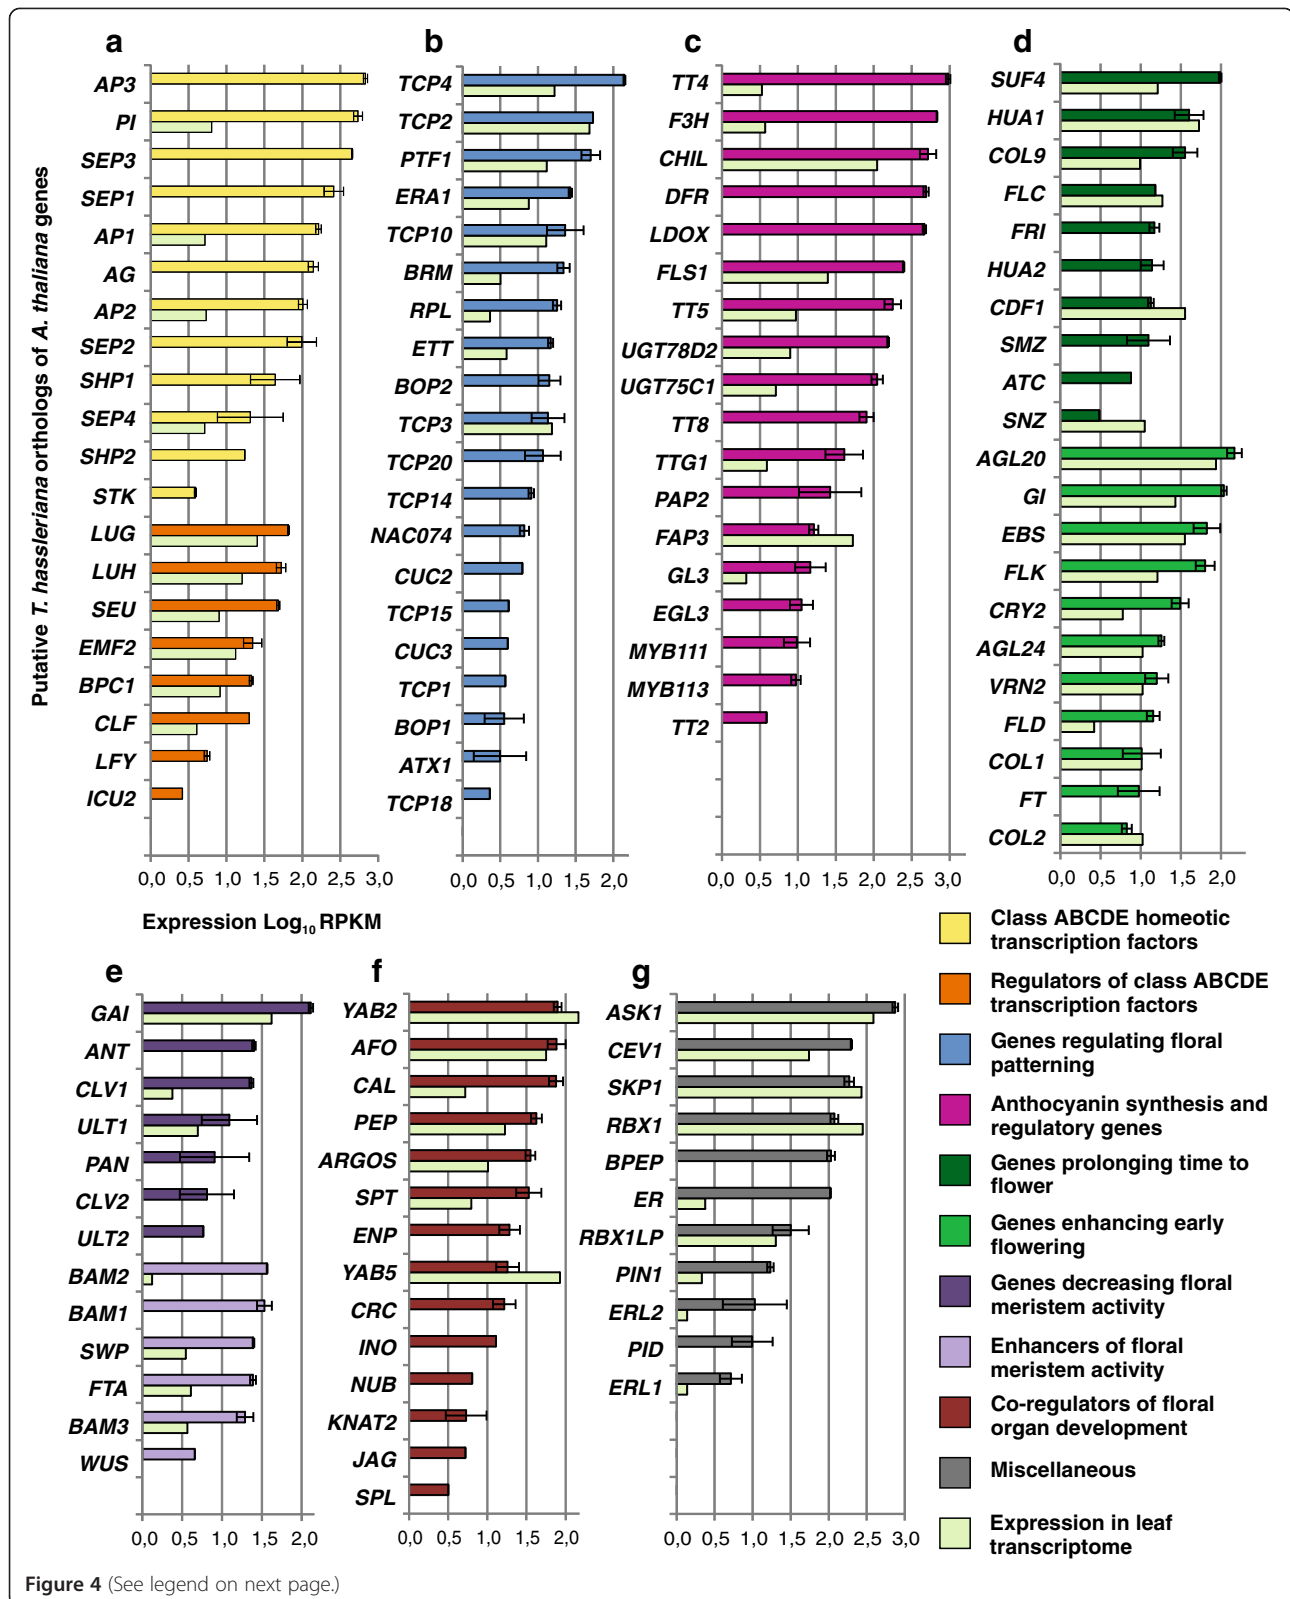 a
b
c
d
Putative T. hassleriana orthologs of A. thaliana genes
AP3
PI
SEP3
SEP1
AP1
AG
AP2
SEP2
SHP1
SEP4
SHP2
STK
LUG
LUH
SEU
EMF2
BPC1
CLF
LFY
ICU2
0,0 0,5 1,0 1,5 2,0 2,5 3,0
TCP4
TCP2
PTF1
ERA1
TCP10
BRM
RPL
ETT
BOP2
TCP3
TCP20
TCP14
NAC074
CUC2
TCP15
CUC3
TCP1
BOP1
ATX1
TCP18
0,0 0,5 1,0 1,5 2,0
TT4
F3H
CHIL
DFR
LDOX
FLS1
TT5
UGT78D2
UGT75C1
TT8
TTG1
PAP2
FAP3
GL3
EGL3
MYB111
MYB113
TT2
0,0 0,5 1,0 1,5 2,0 2,5 3,0
SUF4
HUA1
COL9
FLC
FRI
HUA2
CDF1
SMZ
ATC
SNZ
AGL20
GI
EBS
FLK
CRY2
AGL24
VRN2
FLD
COL1
FT
COL2
0,0 0,5 1,0 1,5 2,0
Expression Log10 RPKM
e
f
g
GAI
ANT
CLV1
ULT1
PAN
CLV2
ULT2
BAM2
BAM1
SWP
FTA
BAM3
WUS
0,0 0,5 1,0 1,5 2,0
YAB2
AFO
CAL
PEP
ARGOS
SPT
ENP
YAB5
CRC
INO
NUB
KNAT2
JAG
SPL
0,0 0,5 1,0 1,5 2,0
ASK1
CEV1
SKP1
RBX1
BPEP
ER
RBX1LP
PIN1
ERL2
PID
ERL1
0,0 0,5 1,0 1,5 2,0 2,5 3,0
Class ABCDE homeotic
transcription factors
Regulators of class ABCDE
transcription factors
Genes regulating floral
patterning
Anthocyanin synthesis and
regulatory genes
Genes prolonging time to
flower
Genes enhancing early
flowering
Genes decreasing floral
meristem activity
Enhancers of floral
meristem activity
Co-regulators of floral
organ development
Miscellaneous
Expression in leaf
transcriptome
Figure 4 (See legend on next page.)